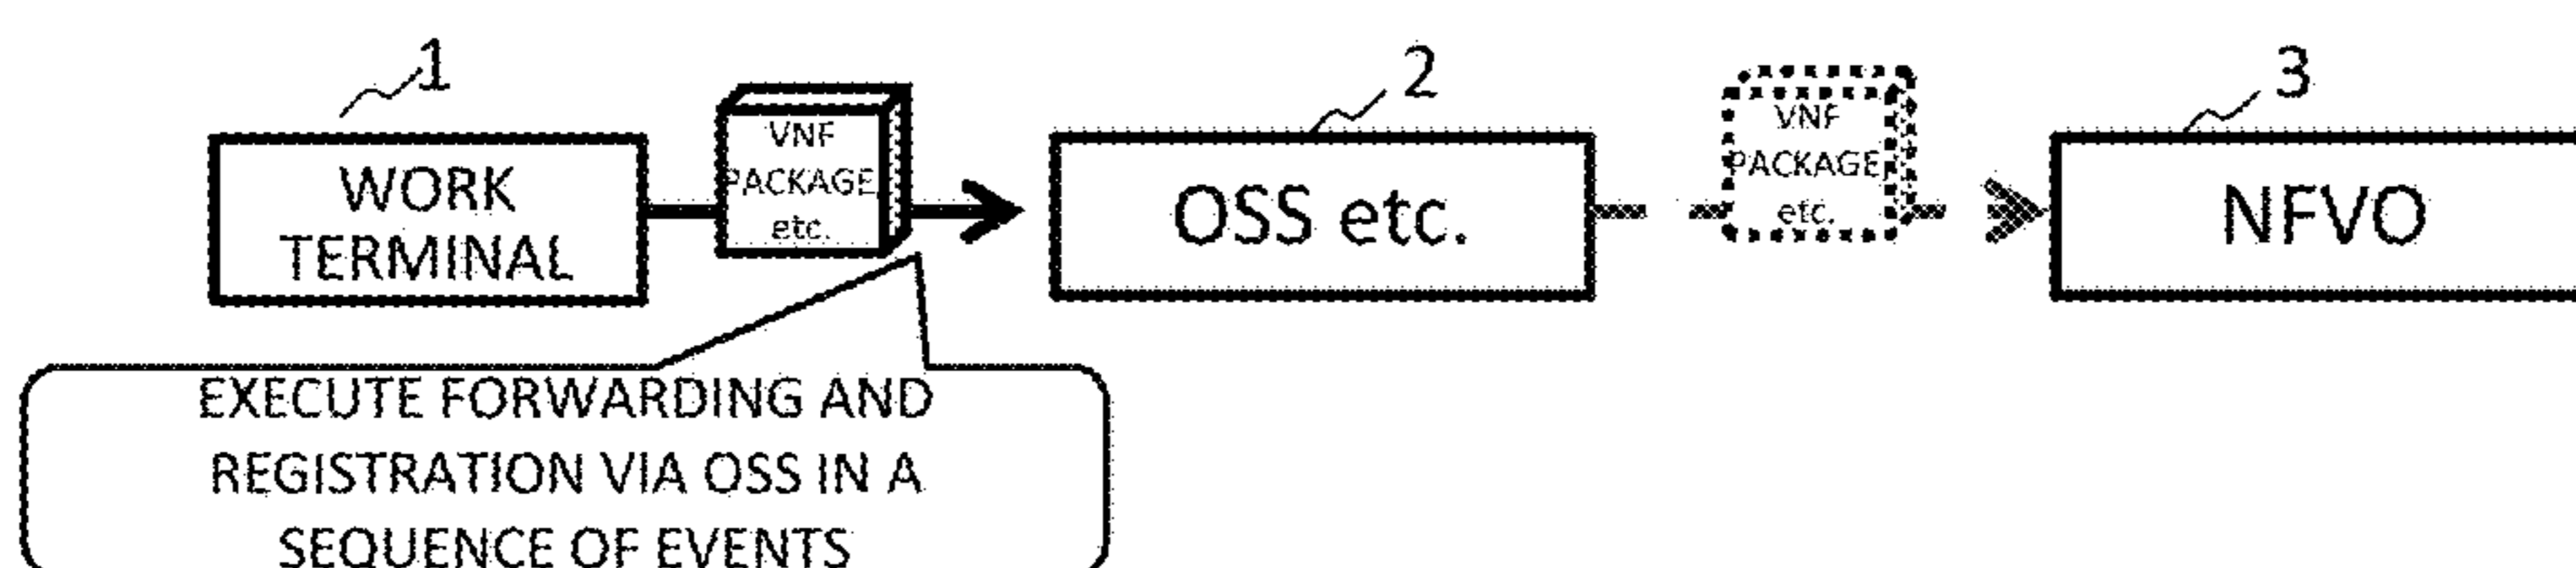 1
2
3
WORK
TERMINAL
VNF
PACKAGE,
etc.
OSS etc.
VNF
PACKAGE,
etc.
NFVO
EXECUTE FORWARDING AND
REGISTRATION VIA OSS IN A
SEQUENCE OF EVENTS